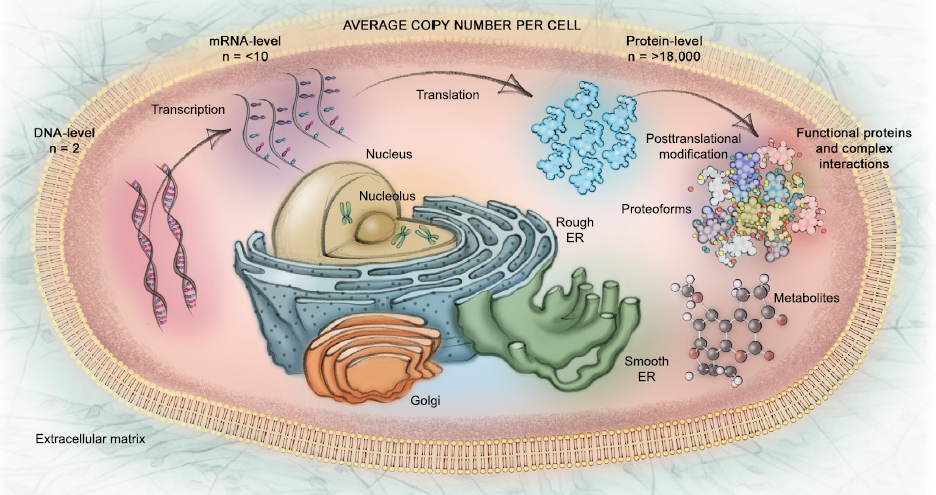 AVERAGE COPY NUMBER PER CELL
mRNA-level
n = <10
Protein-level
n = >18,000
Transcription
Translation
DNA-level
n = 2
Posttranslational
modification
Functional proteins
and complex
interactions
Nucleus
Nucleolus
Proteoforms
Rough
ER
Metabolites
Smooth
ER
Golgi
Extracellular matrix